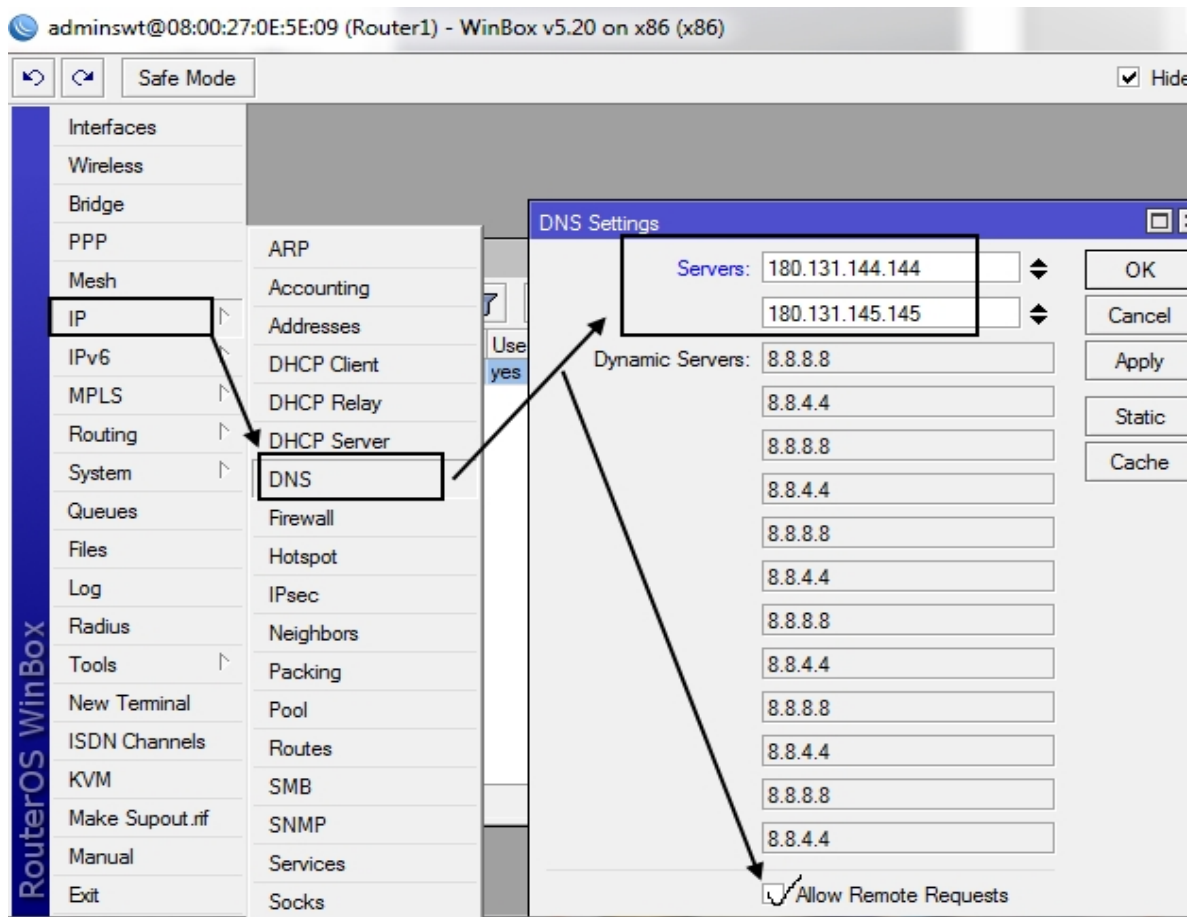 adminswt@08:00:27:0E:5E:09 (Router1) - WinBox v5.20 on x86 (x86)
Safe Mode
Hide
RouterOS WinBox
Interfaces
Wireless
Bridge
PPP
Mesh
IP
IPv6
MPLS
Routing
System
Queues
Files
Log
Radius
Tools
New Terminal
ISDN Channels
KVM
Make Supout.rif
Manual
Exit
ARP
Accounting
Addresses
DHCP Client
DHCP Relay
DHCP Server
DNS
Firewall
Hotspot
IPsec
Neighbors
Packing
Pool
Routes
SMB
SNMP
Services
Socks
Use
yes
DNS Settings
Servers: 180.131.144.144
180.131.145.145
Dynamic Servers: 8.8.8.8
8.8.4.4
8.8.8.8
8.8.4.4
8.8.8.8
8.8.4.4
8.8.8.8
8.8.4.4
8.8.8.8
8.8.4.4
8.8.8.8
8.8.4.4
Allow Remote Requests
OK
Cancel
Apply
Static
Cache